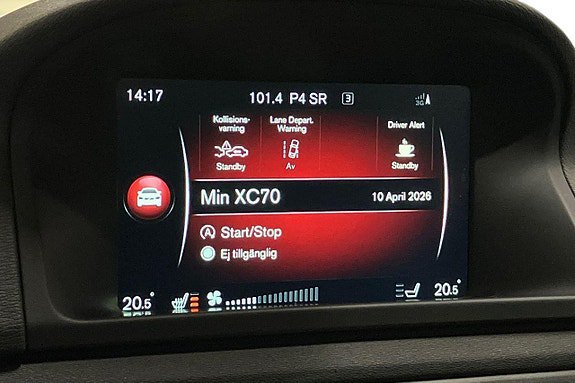 14:17 101.4 P4 SR 3 3G
Kollisions- Lane Depart. Driver Alert
varning Warning
Standby Av Standby
Min XC70 10 April 2026
Start/Stop
Ej tillgänglig
20.5° 20.5°